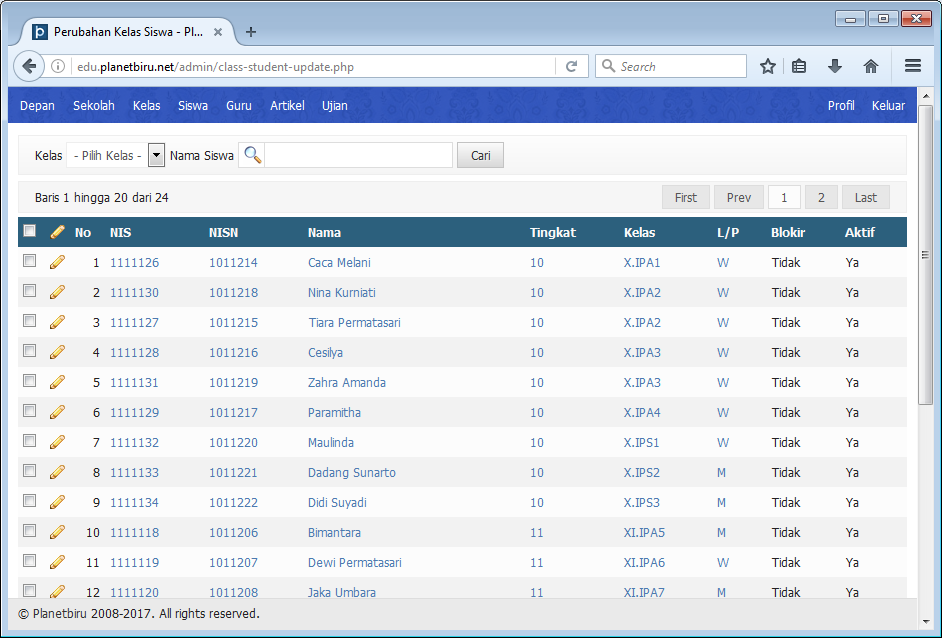 Perubahan Kelas Siswa - Pl...
edu.planetbiru.net/admin/class-student-update.php Search
Depan Sekolah Kelas Siswa Guru Artikel Ujian Profil Keluar
Kelas - Pilih Kelas - Nama Siswa Cari
Baris 1 hingga 20 dari 24 First Prev 1 2 Last
No NIS NISN Nama Tingkat Kelas L/P Blokir Aktif
1 1111126 1011214 Caca Melani 10 X.IPA1 W Tidak Ya
2 1111130 1011218 Nina Kurniati 10 X.IPA2 W Tidak Ya
3 1111127 1011215 Tiara Permatasari 10 X.IPA2 W Tidak Ya
4 1111128 1011216 Cesilya 10 X.IPA3 W Tidak Ya
5 1111131 1011219 Zahra Amanda 10 X.IPA3 W Tidak Ya
6 1111129 1011217 Paramitha 10 X.IPA4 W Tidak Ya
7 1111132 1011220 Maulinda 10 X.IPS1 W Tidak Ya
8 1111133 1011221 Dadang Sunarto 10 X.IPS2 M Tidak Ya
9 1111134 1011222 Didi Suyadi 10 X.IPS3 M Tidak Ya
10 1111118 1011206 Bimantara 11 XI.IPA5 M Tidak Ya
11 1111119 1011207 Dewi Permatasari 11 XI.IPA6 W Tidak Ya
12 1111120 1011208 Jaka Umbara 11 XI.IPA7 M Tidak Ya
© Planetbiru 2008-2017. All rights reserved.